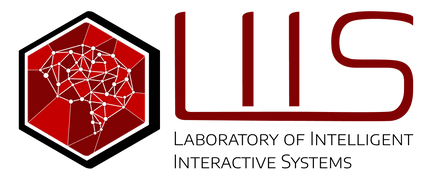 LIIS
Laboratory of Intelligent
Interactive Systems